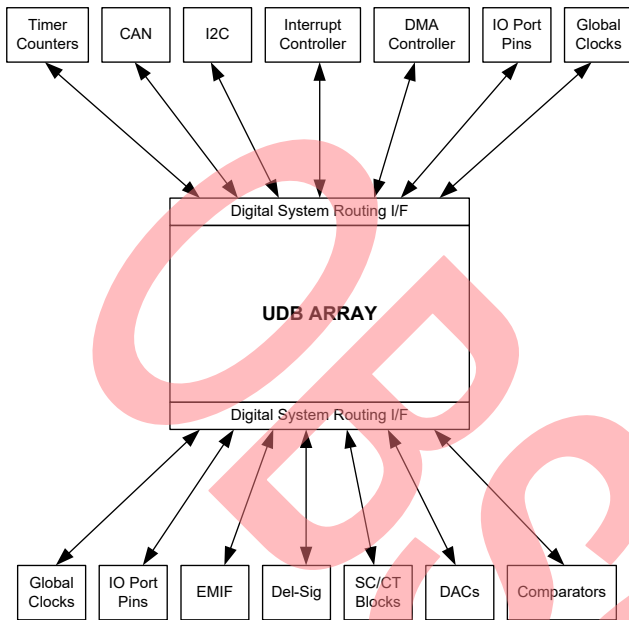 Timer
Counters
CAN
I2C
Interrupt
Controller
DMA
Controller
IO Port
Pins
Global
Clocks
Digital System Routing I/F
UDB ARRAY
Digital System Routing I/F
Global
Clocks
IO Port
Pins
EMIF
Del-Sig
SC/CT
Blocks
DACs
Comparators
OBS